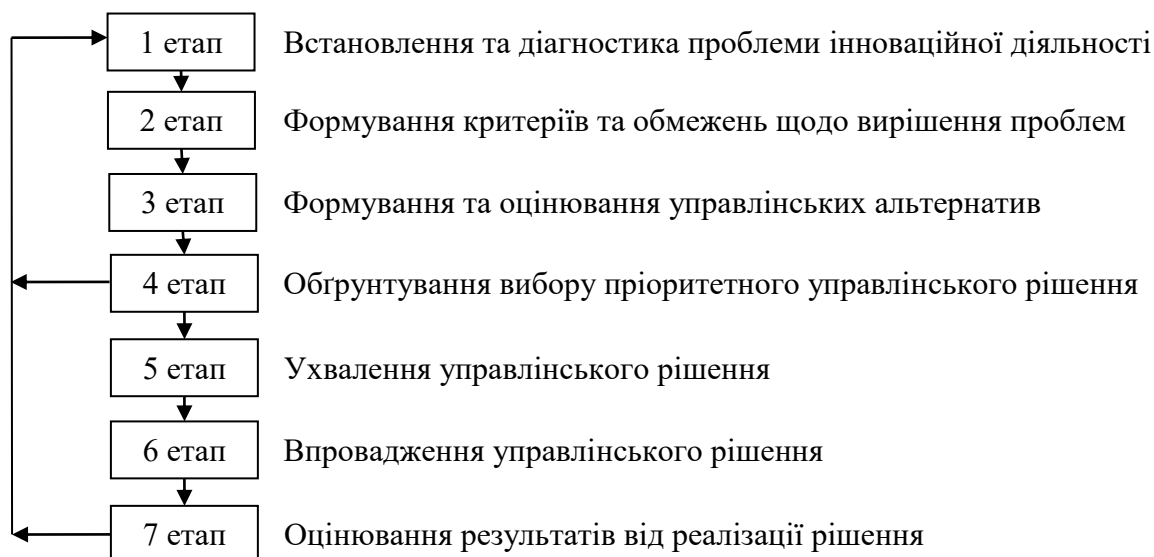 1 етап Встановлення та діагностика проблеми інноваційної діяльності
2 етап Формування критеріїв та обмежень щодо вирішення проблем
3 етап Формування та оцінювання управлінських альтернатив
4 етап Обґрунтування вибору пріоритетного управлінського рішення
5 етап Ухвалення управлінського рішення
6 етап Впровадження управлінського рішення
7 етап Оцінювання результатів від реалізації рішення